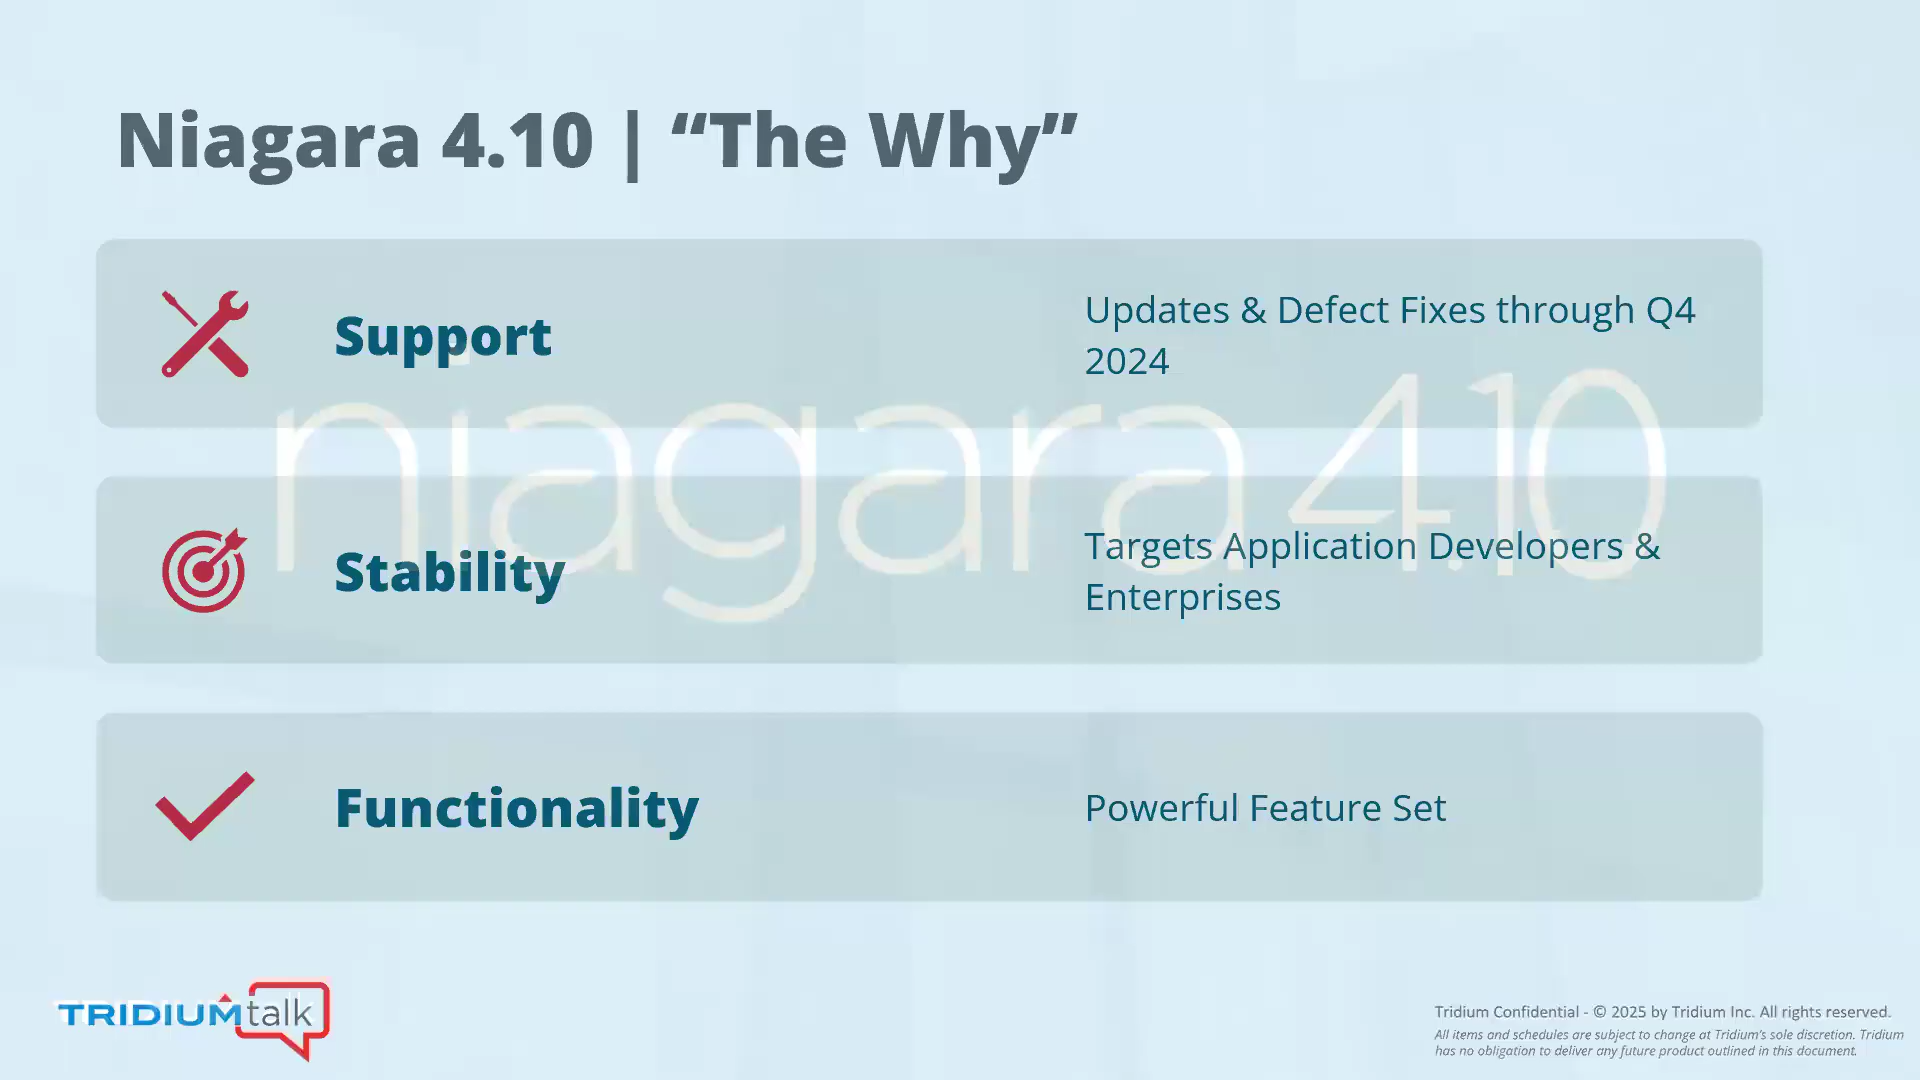 Niagara 4.10 | “The Why”
Support
Updates & Defect Fixes through Q4
2024
niagara 4.10
Stability
Targets Application Developers &
Enterprises
Functionality
Powerful Feature Set
TRIDIUMtalk
Tridium Confidential - © 2025 by Tridium Inc. All rights reserved.
All items and schedules are subject to change at Tridium's sole discretion. Tridium
has no obligation to deliver any future product outlined in this document.